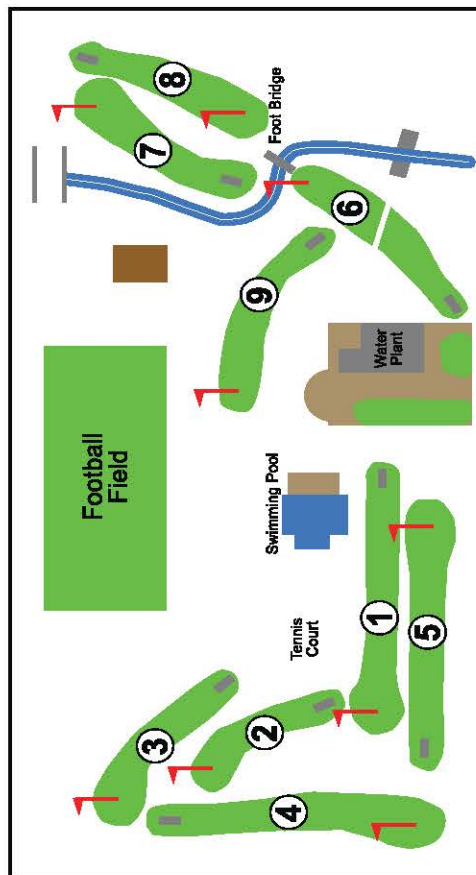 Football
Field
3
7
8
2
9
Swimming Pool
Foot Bridge
4
Tennis
Court
6
1
Water
Plant
5